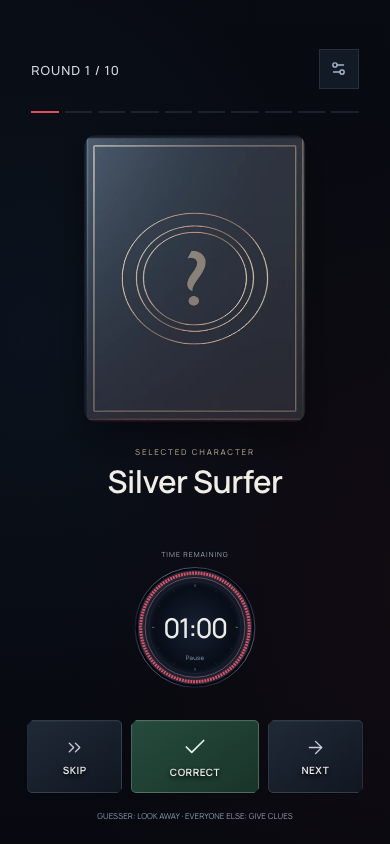 ROUND 1 / 10
?
SELECTED CHARACTER
Silver Surfer
TIME REMAINING
01:00
Pause
SKIP
CORRECT
NEXT
GUESSER: LOOK AWAY · EVERYONE ELSE: GIVE CLUES